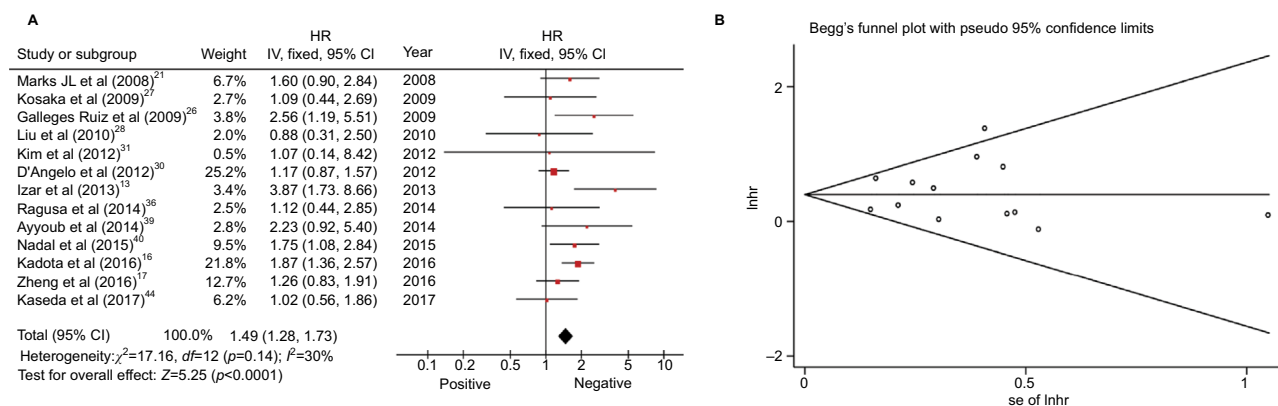 A
HR HR
Study or subgroup Weight IV, fixed, 95% CI Year IV, fixed, 95% CI
Marks JL et al (2008)21 6.7% 1.60 (0.90, 2.84) 2008
Kosaka et al (2009)27 2.7% 1.09 (0.44, 2.69) 2009
Galleges Ruiz et al (2009)26 3.8% 2.56 (1.19, 5.51) 2009
Liu et al (2010)28 2.0% 0.88 (0.31, 2.50) 2010
Kim et al (2012)31 0.5% 1.07 (0.14, 8.42) 2012
D'Angelo et al (2012)30 25.2% 1.17 (0.87, 1.57) 2012
Izar et al (2013)13 3.4% 3.87 (1.73. 8.66) 2013
Ragusa et al (2014)36 2.5% 1.12 (0.44, 2.85) 2014
Ayyoub et al (2014)39 2.8% 2.23 (0.92, 5.40) 2014
Nadal et al (2015)40 9.5% 1.75 (1.08, 2.84) 2015
Kadota et al (2016)16 21.8% 1.87 (1.36, 2.57) 2016
Zheng et al (2016)17 12.7% 1.26 (0.83, 1.91) 2016
Kaseda et al (2017)44 6.2% 1.02 (0.56, 1.86) 2017
Total (95% CI) 100.0% 1.49 (1.28, 1.73)
Heterogeneity:χ2=17.16, df=12 (p=0.14); I2=30%
Test for overall effect: Z=5.25 (p<0.0001)
0.1 0.2 0.5 1 2 5 10
Positive Negative
B
Begg's funnel plot with pseudo 95% confidence limits
2
0
–2
lnhr
0 0.5 1
se of lnhr